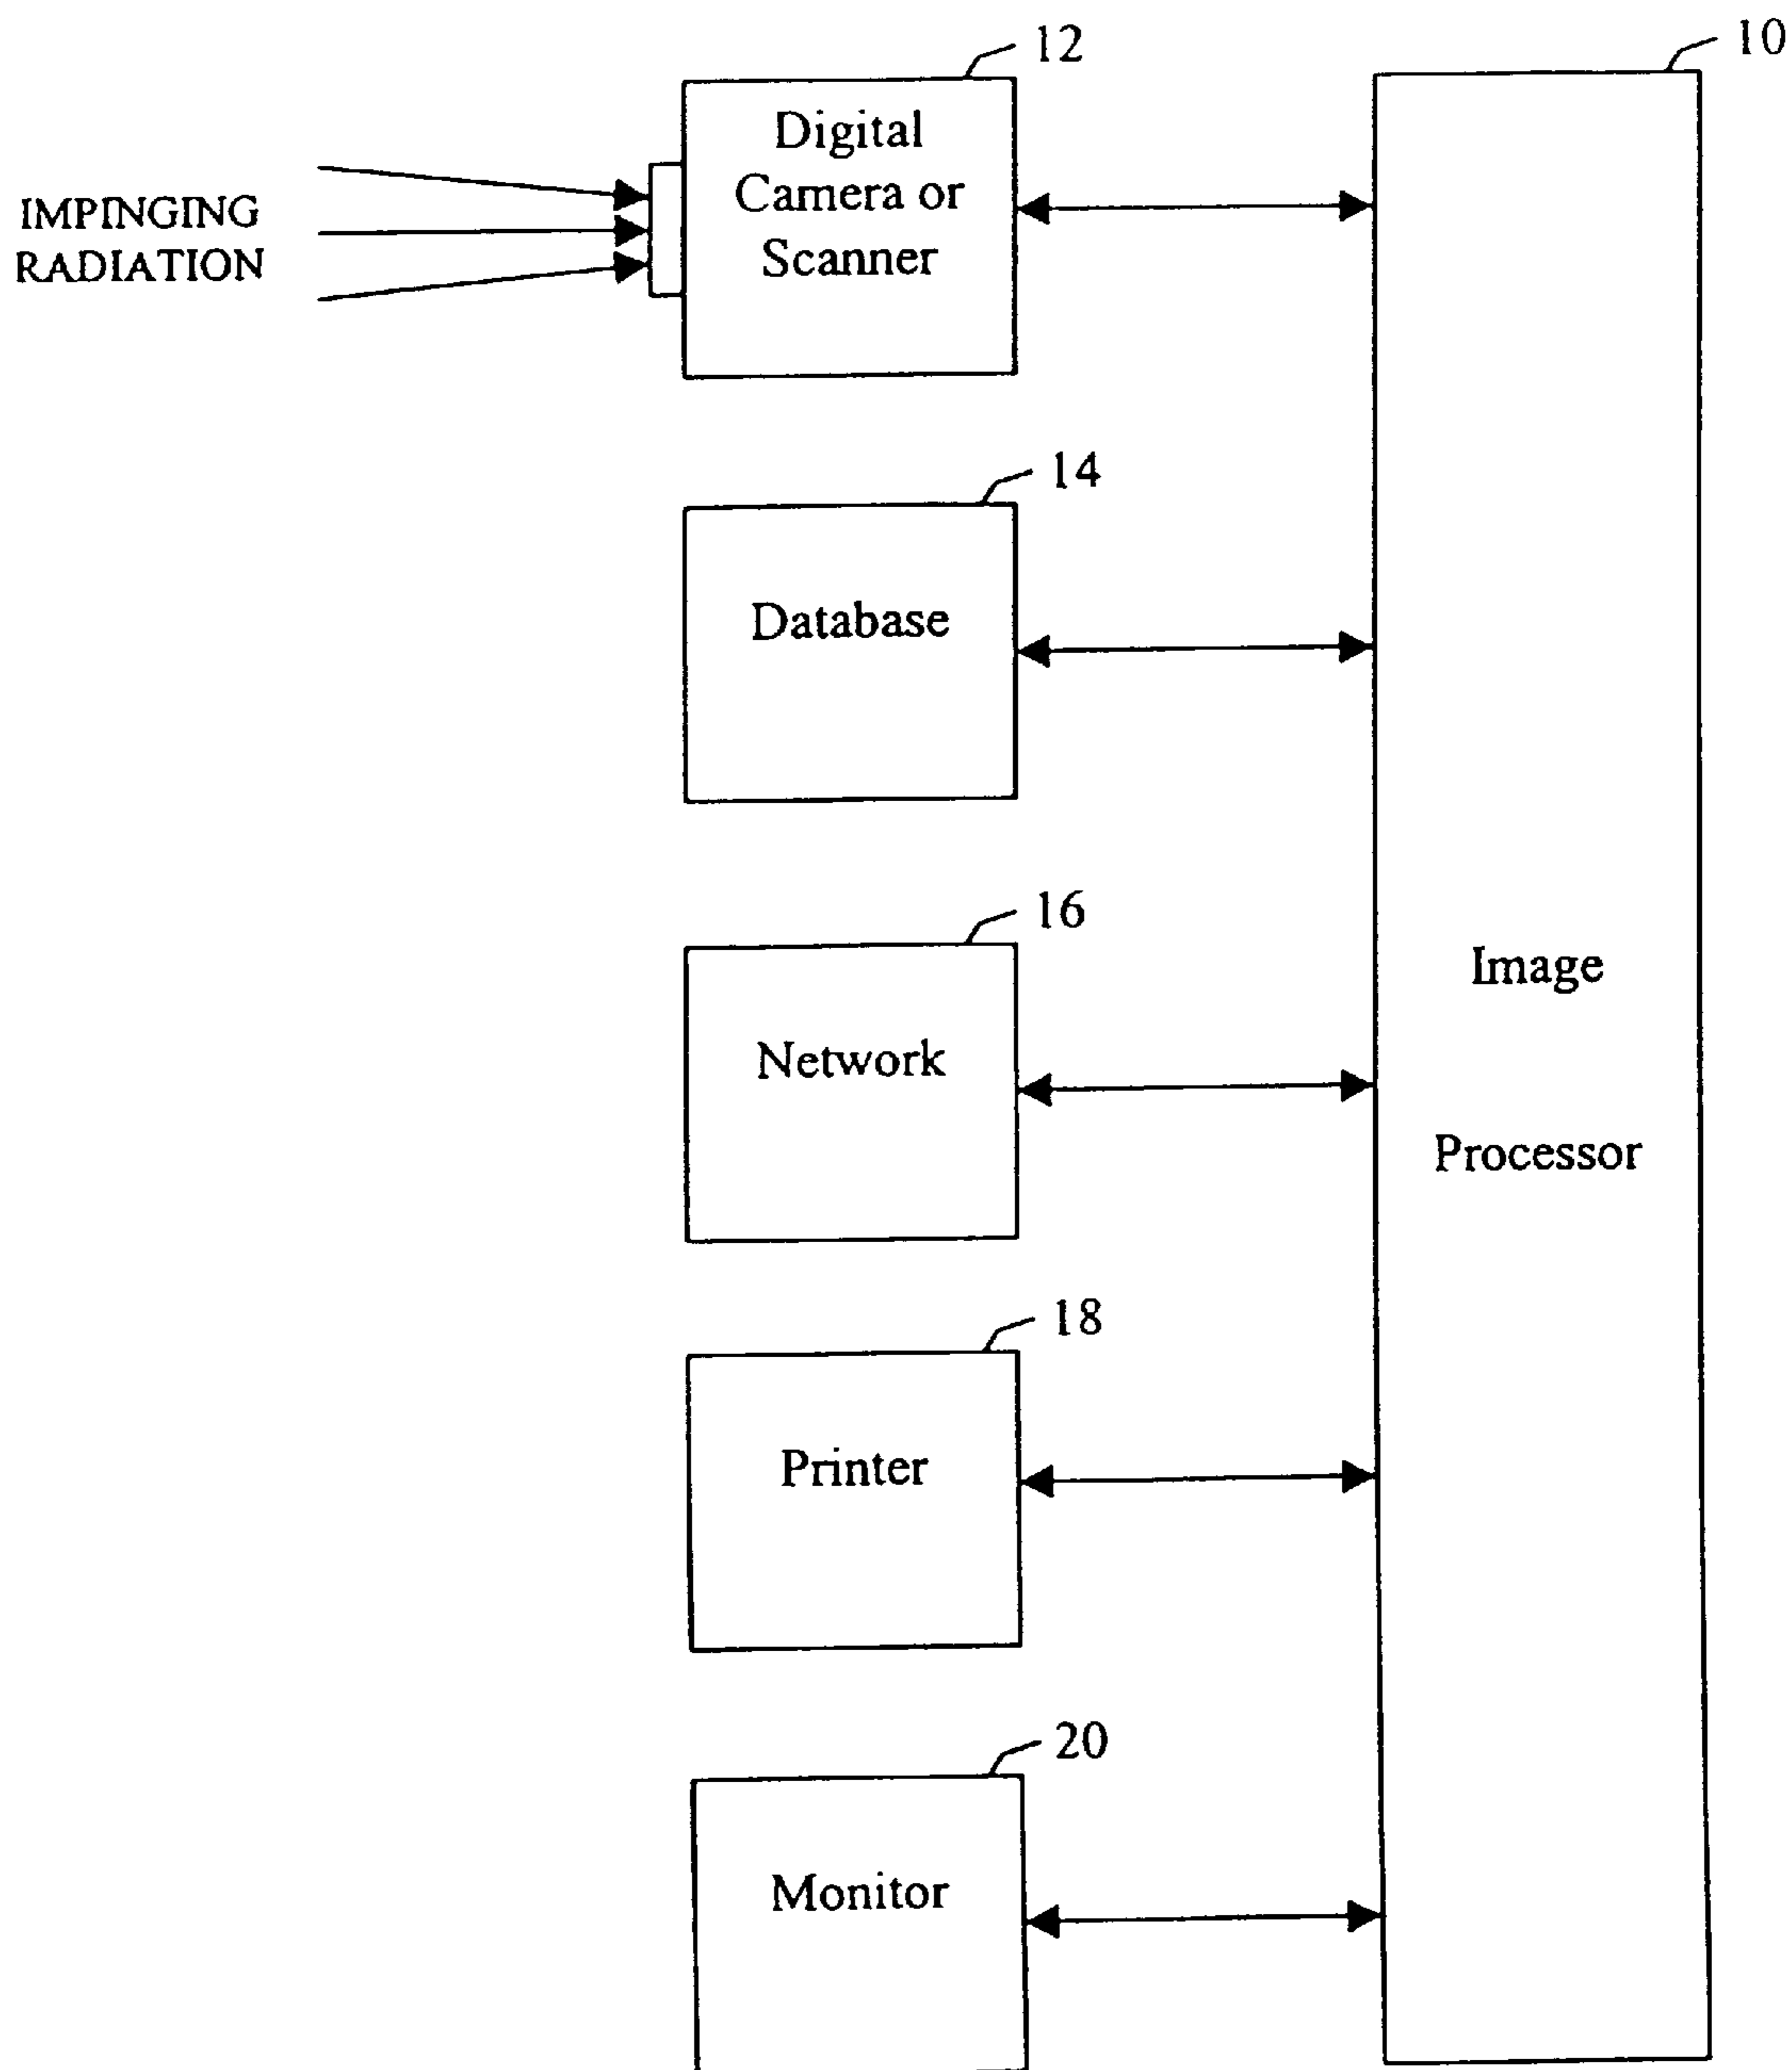 12
10
Digital
Camera or
Scanner
IMPINGING
RADIATION
14
Database
16
Network
Image
Processor
18
Printer
20
Monitor